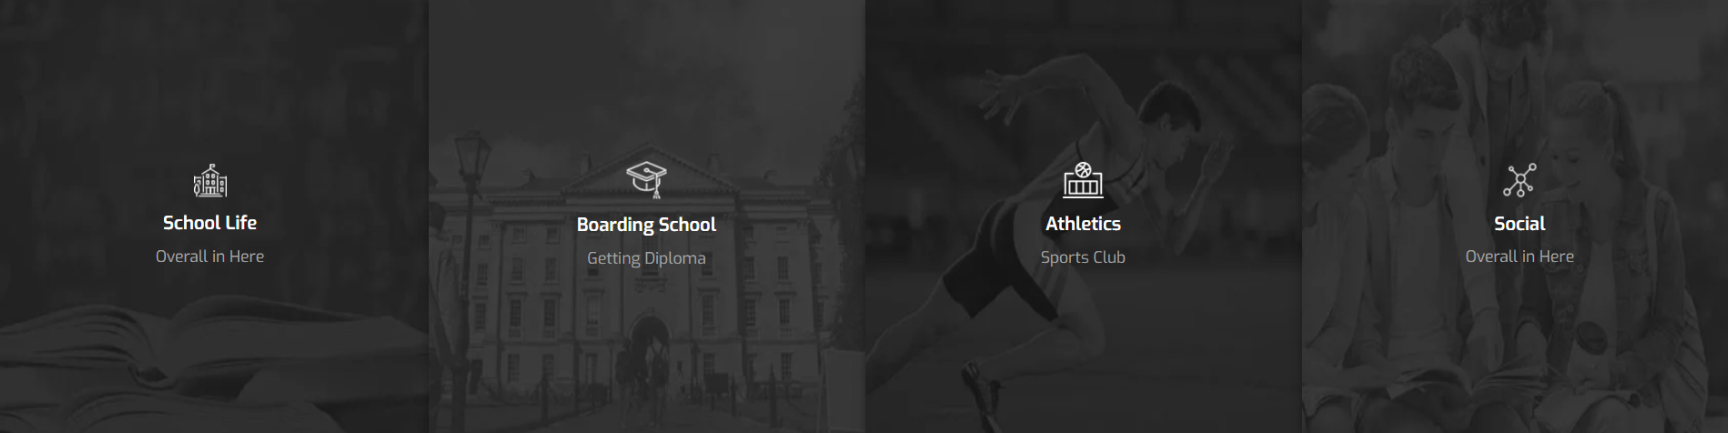 School Life
Overall in Here
Boarding School
Getting Diploma
Athletics
Sports Club
Social
Overall in Here